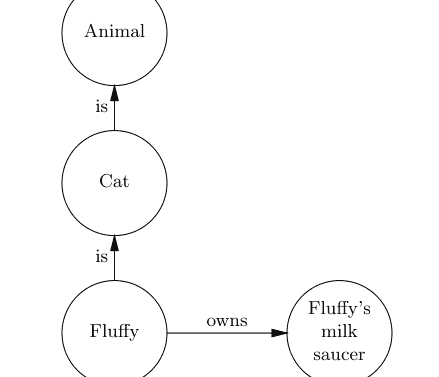 Animal
is
Cat
is
Fluffy
owns
Fluffy's
milk
saucer